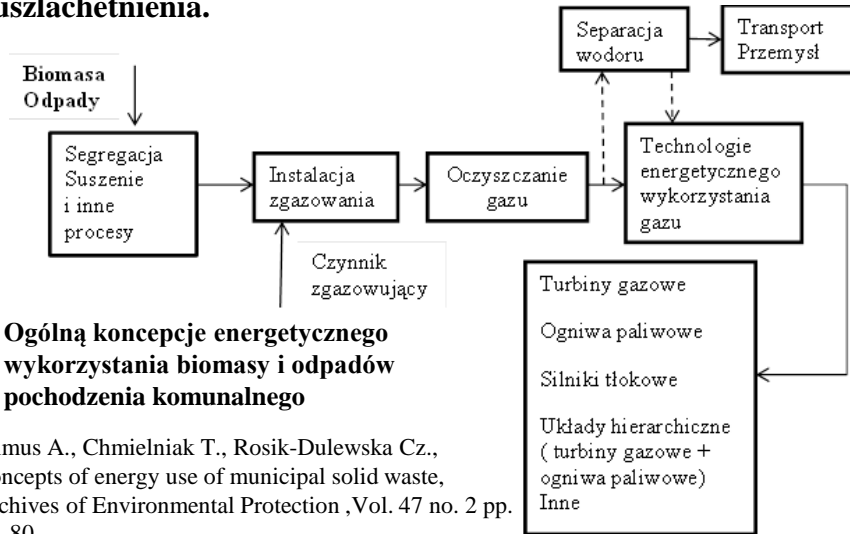 uszlachetnienia.
Biomasa
Odpady
Segregacja
Suszenie
i inne
procesy
Instalacja
zgazowania
Czynnik
zgazowujący
Oczyszczanie
gazu
Separacja
wodoru
Transport
Przemysł
Technologie
energetycznego
wykorzystania
gazu
Turbiny gazowe
Ogniwa paliwowe
Silniki tłokowe
Układy hierarchiczne
( turbiny gazowe +
ogniwa paliwowe)
Inne
Ogólną koncepcje energetycznego
wykorzystania biomasy i odpadów
pochodzenia komunalnego
A., Chmielniak T., Rosik-Dulewska Cz.,
of energy use of municipal solid waste,
of Environmental Protection ,Vol. 47 no. 2 pp.
80